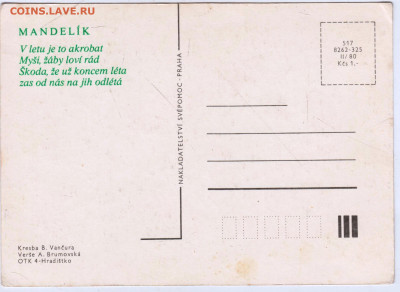 COINS.LAVE.RU
MANDELÍK
V letu je to akrobat
Myši, žáby loví rád
Škoda, že už koncem léta
zas od nás na jih odlétá
517
8262-325
II/80
Kčs 1,-
NAKLADATELSTVÍ SVÉPOMOC - PRAHA
Kresba B. Vančura
Verše A. Brumovská
OTK 4-Hradištko